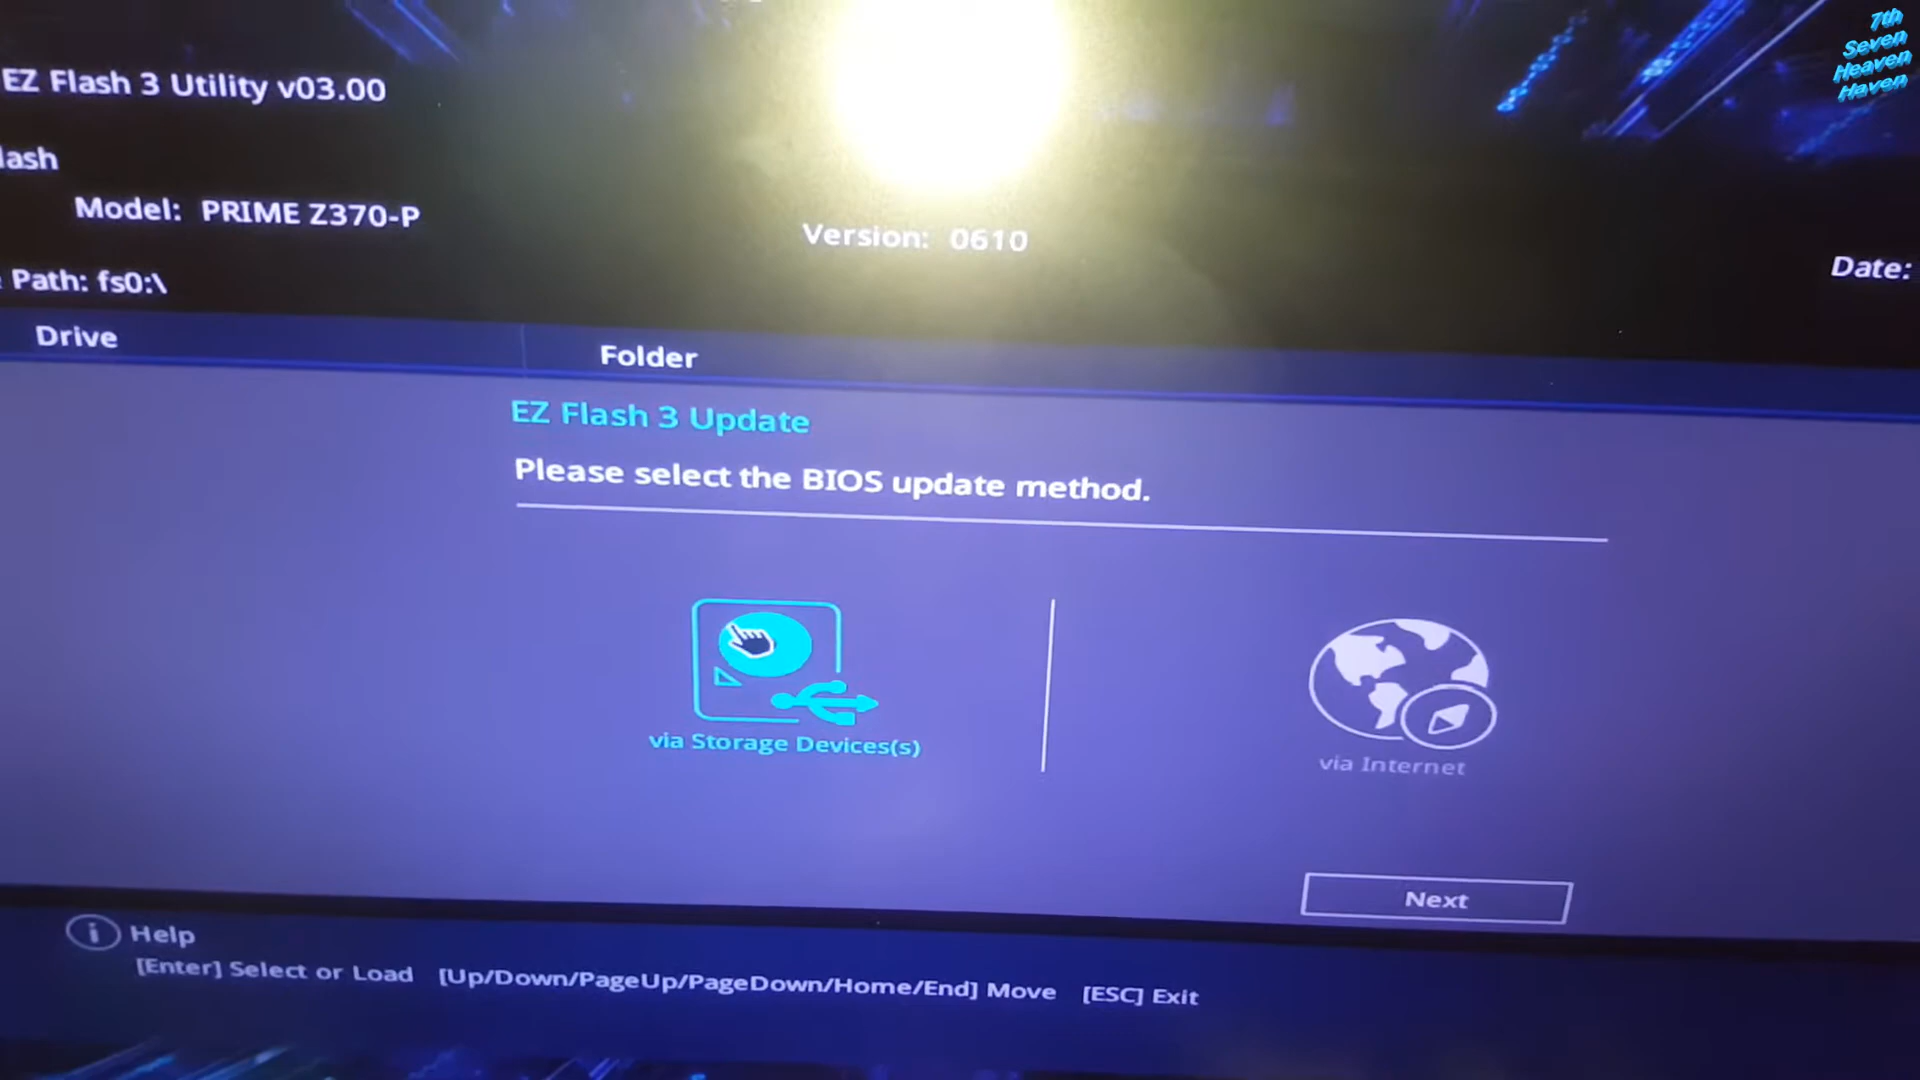 7th
Seven
Heaven
Haven
EZ Flash 3 Utility v03.00
lash
Model: PRIME Z370-P
Version: 0610
Date:
Path: fs0:\
Drive
Folder
EZ Flash 3 Update
Please select the BIOS update method.
via Storage Devices(s)
via Internet
Next
i Help
[Enter] Select or Load [Up/Down/PageUp/PageDown/Home/End] Move [ESC] Exit